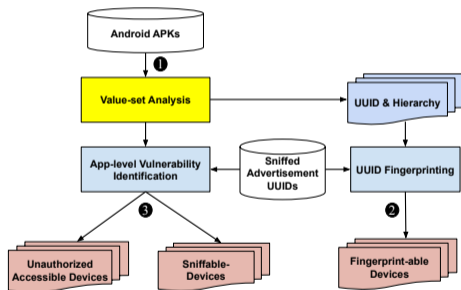 Android APKs
❶
Value-set Analysis
UUID & Hierarchy
App-level Vulnerability
Identification
Sniffed
Advertisement
UUIDs
UUID Fingerprinting
❸
❷
Unauthorized
Accessible Devices
Sniffable-
Devices
Fingerprint-able
Devices